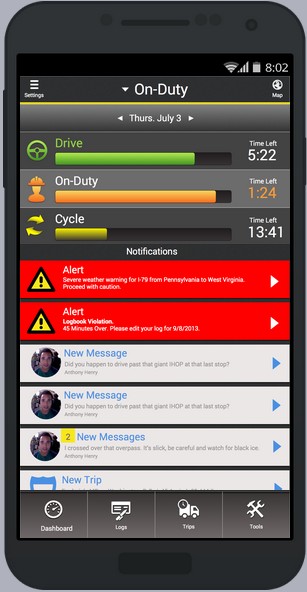 8:02
Settings
On-Duty
Map
Thurs. July 3
Drive
Time Left
5:22
On-Duty
Time Left
1:24
Cycle
Time Left
13:41
Notifications
Alert
Severe weather warning for I-79 from Pennsylvania to West Virginia.
Proceed with caution.
Alert
Logbook Violation.
45 Minutes Over. Please edit your log for 9/8/2013.
New Message
Did you happen to drive past that giant IHOP at that last stop?
Anthony Henry
New Message
Did you happen to drive past that giant IHOP at that last stop?
Anthony Henry
2 New Messages
I crossed over that overpass. It's slick, be careful and watch for black ice.
Anthony Henry
New Trip
Dashboard
Logs
Trips
Tools